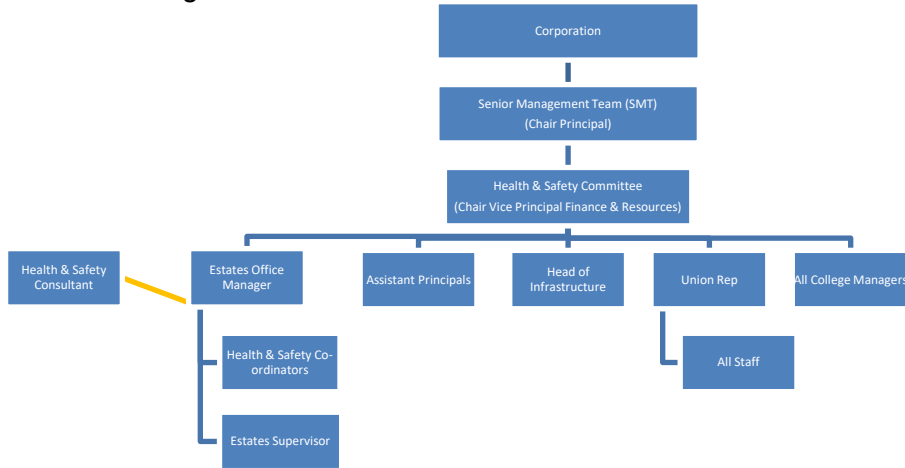 Corporation
Senior Management Team (SMT)
(Chair Principal)
Health & Safety Committee
(Chair Vice Principal Finance & Resources)
Health & Safety
Consultant
Estates Office
Manager
Assistant Principals
Head of
Infrastructure
Union Rep
All College Managers
Health & Safety Co-
ordinators
All Staff
Estates Supervisor